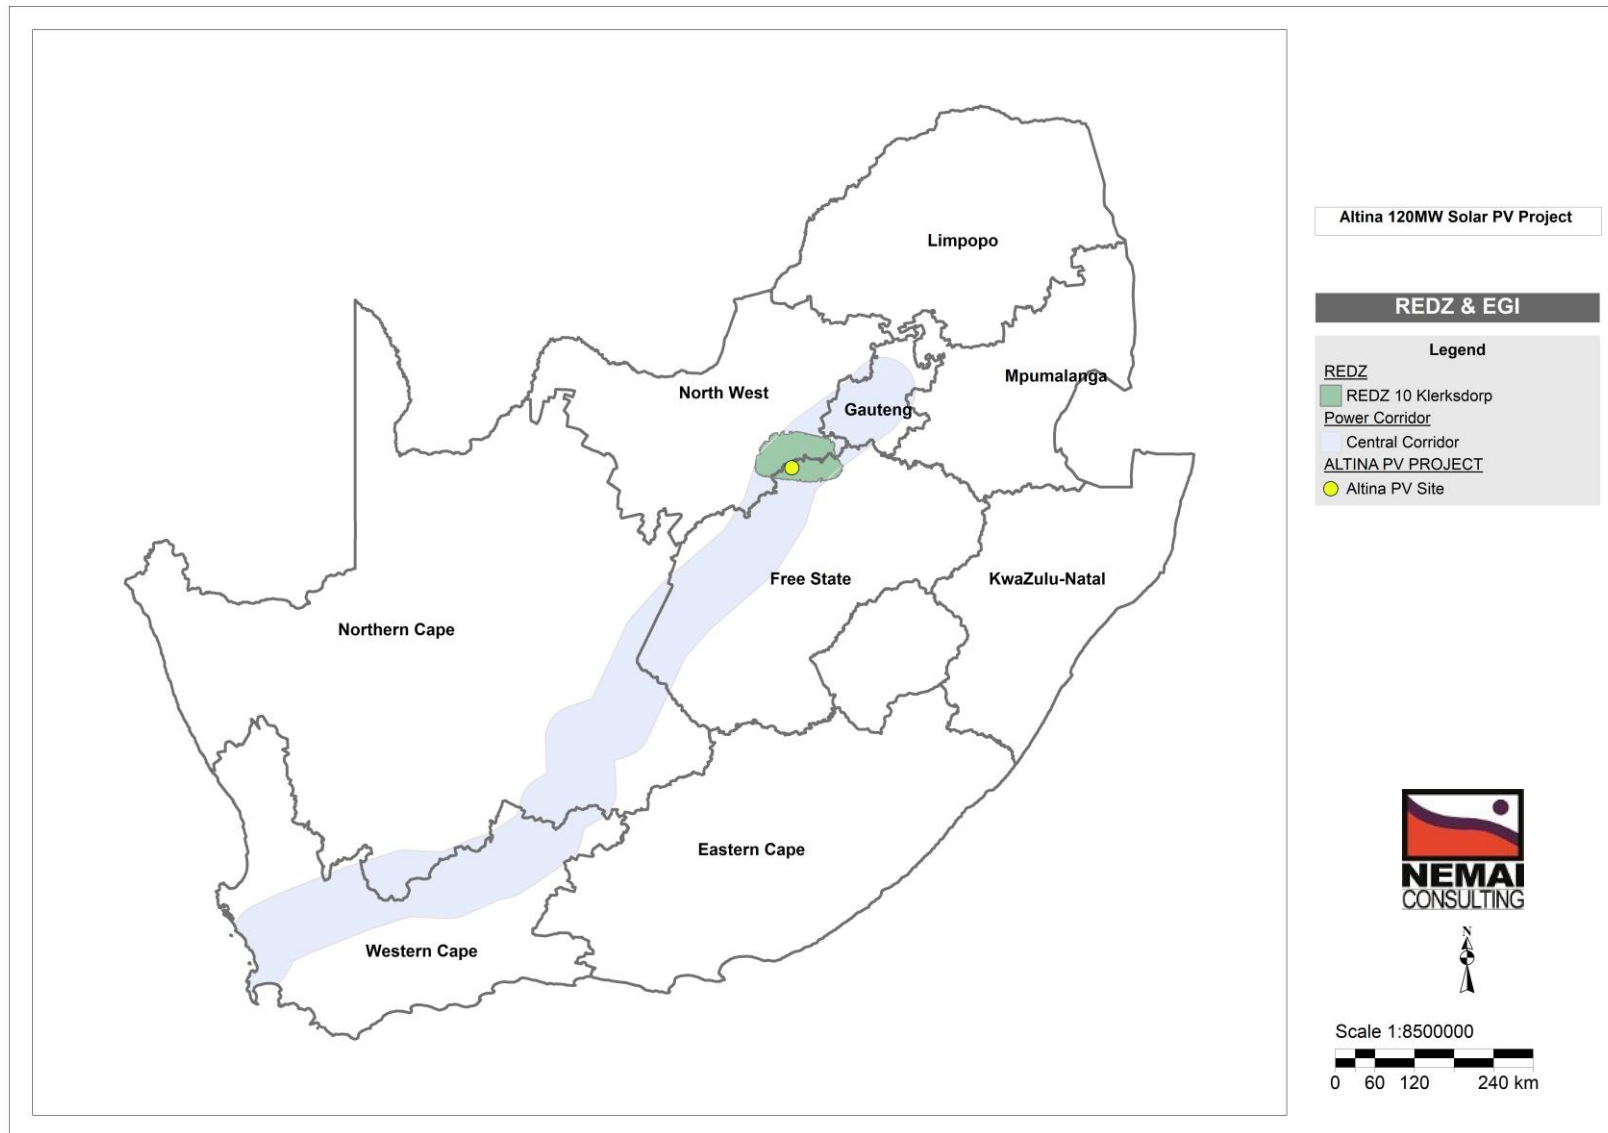 Limpopo
North West
Mpumalanga
Gauteng
Free State
KwaZulu-Natal
Northern Cape
Eastern Cape
Western Cape
Altina 120MW Solar PV Project
REDZ & EGI
Legend
REDZ
REDZ 10 Klerksdorp
Power Corridor
Central Corridor
ALTINA PV PROJECT
Altina PV Site
NEMAI
CONSULTING
N
Scale 1:8500000
0 60 120 240 km